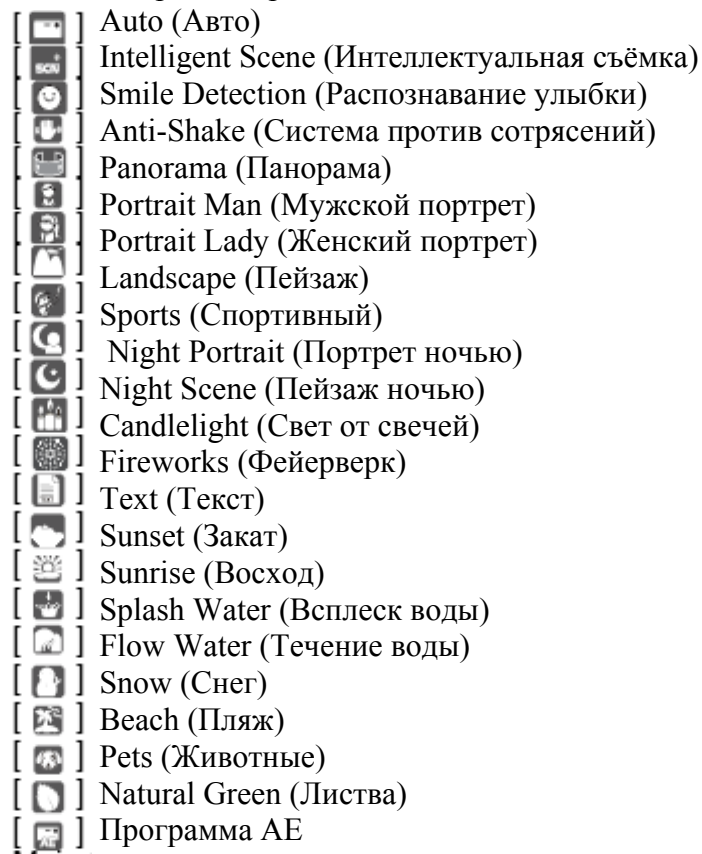 [ ] Auto (Авто)
[ SCN ] Intelligent Scene (Интеллектуальная съёмка)
[ ] Smile Detection (Распознавание улыбки)
[ ] Anti-Shake (Система против сотрясений)
[ ] Panorama (Панорама)
[ ] Portrait Man (Мужской портрет)
[ ] Portrait Lady (Женский портрет)
[ ] Landscape (Пейзаж)
[ ] Sports (Спортивный)
[ ] Night Portrait (Портрет ночью)
[ ] Night Scene (Пейзаж ночью)
[ ] Candlelight (Свет от свечей)
[ ] Fireworks (Фейерверк)
[ ] Text (Текст)
[ ] Sunset (Закат)
[ ] Sunrise (Восход)
[ ] Splash Water (Всплеск воды)
[ ] Flow Water (Течение воды)
[ ] Snow (Снег)
[ ] Beach (Пляж)
[ ] Pets (Животные)
[ ] Natural Green (Листва)
[ AE ] Программа AE